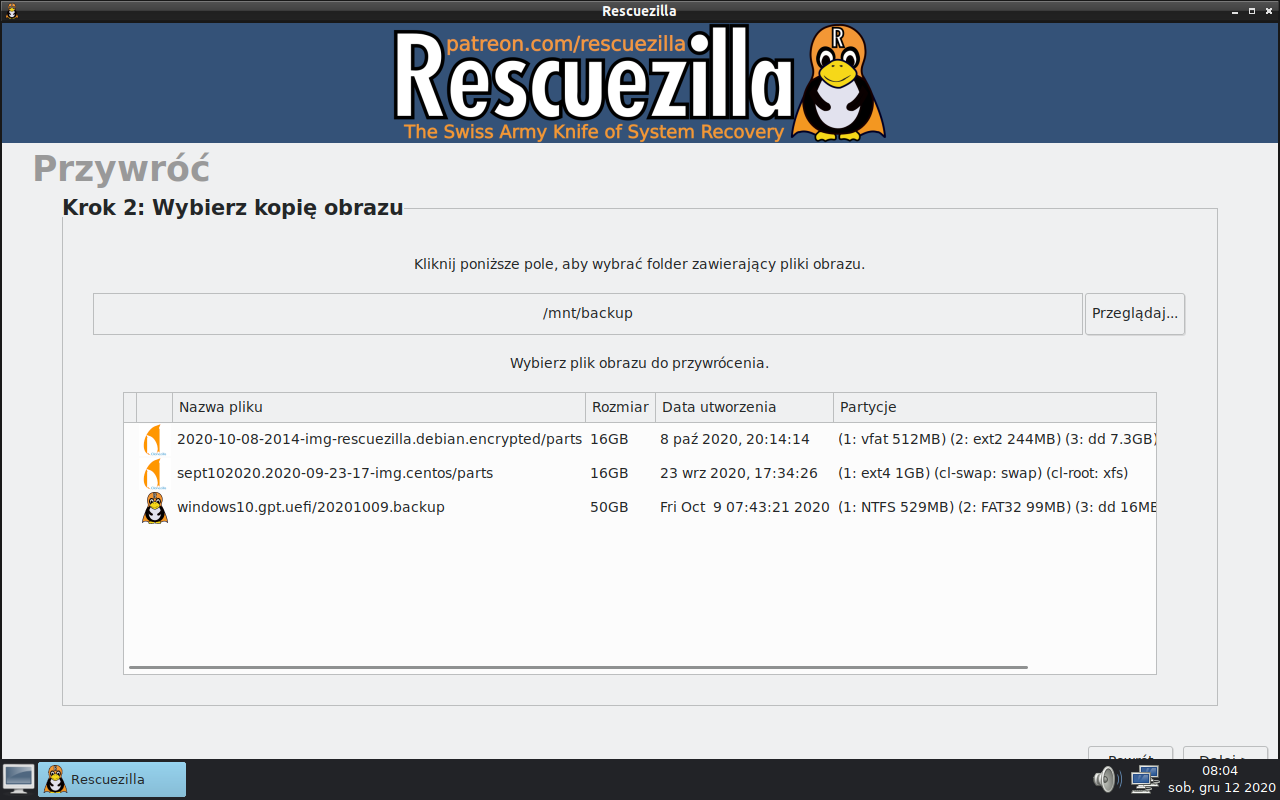 Rescuezilla
patreon.com/rescuezilla
R
Rescuezilla
The Swiss Army Knife of System Recovery
Przywróć
Krok 2: Wybierz kopię obrazu
Kliknij poniższe pole, aby wybrać folder zawierający pliki obrazu.
/mnt/backup Przeglądaj...
Wybierz plik obrazu do przywrócenia.
Nazwa pliku Rozmiar Data utworzenia Partycje
2020-10-08-2014-img-rescuezilla.debian.encrypted/parts 16GB 8 paź 2020, 20:14:14 (1: vfat 512MB) (2: ext2 244MB) (3: dd 7.3GB)
sept102020.2020-09-23-17-img.centos/parts 16GB 23 wrz 2020, 17:34:26 (1: ext4 1GB) (cl-swap: swap) (cl-root: xfs)
windows10.gpt.uefi/20201009.backup 50GB Fri Oct 9 07:43:21 2020 (1: NTFS 529MB) (2: FAT32 99MB) (3: dd 16MB
Rescuezilla
08:04
sob, gru 12 2020